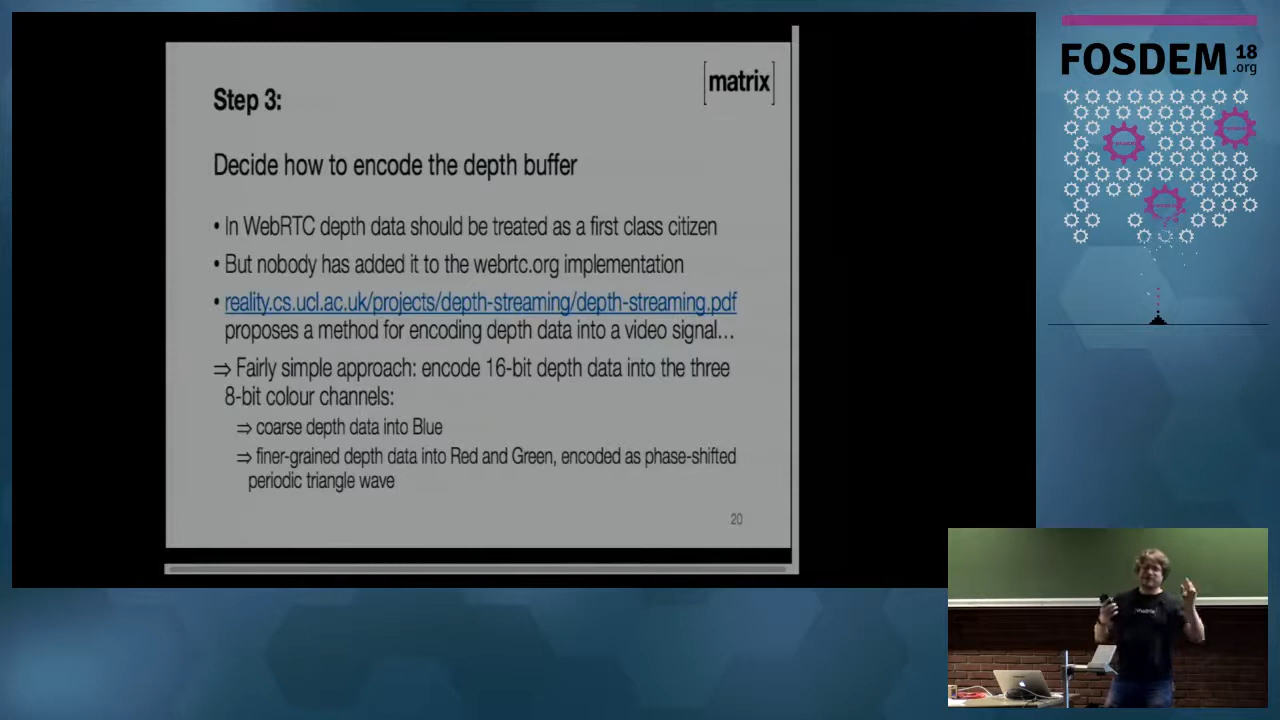 FOSDEM 18
.org
[matrix]
Step 3:
Decide how to encode the depth buffer
• In WebRTC depth data should be treated as a first class citizen
• But nobody has added it to the webrtc.org implementation
• reality.cs.ucl.ac.uk/projects/depth-streaming/depth-streaming.pdf
proposes a method for encoding depth data into a video signal…
⇒ Fairly simple approach: encode 16-bit depth data into the three
8-bit colour channels:
⇒ coarse depth data into Blue
⇒ finer-grained depth data into Red and Green, encoded as phase-shifted
periodic triangle wave
20